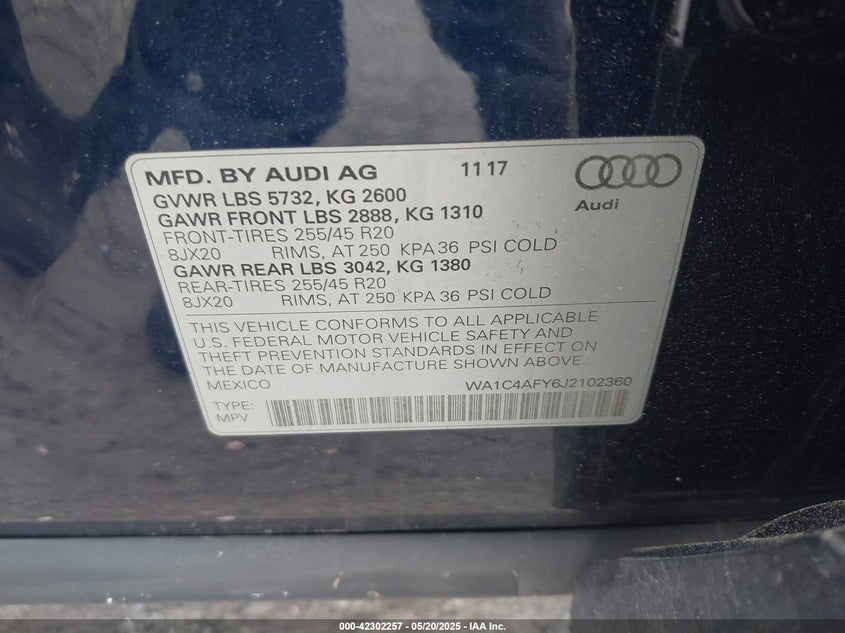 MFD. BY AUDI AG 11 17
GVWR LBS 5732, KG 2600
GAWR FRONT LBS 2888, KG 1310
FRONT-TIRES 255/45 R20
8JX20 RIMS, AT 250 KPA 36 PSI COLD
GAWR REAR LBS 3042, KG 1380
REAR-TIRES 255/45 R20
8JX20 RIMS, AT 250 KPA 36 PSI COLD
Audi
THIS VEHICLE CONFORMS TO ALL APPLICABLE
U.S. FEDERAL MOTOR VEHICLE SAFETY AND
THEFT PREVENTION STANDARDS IN EFFECT ON
THE DATE OF MANUFACTURE SHOWN ABOVE.
MEXICO WA1C4AFY6J2102360
TYPE:
MPV
000-42302257 - 05/20/2025 - IAA Inc.